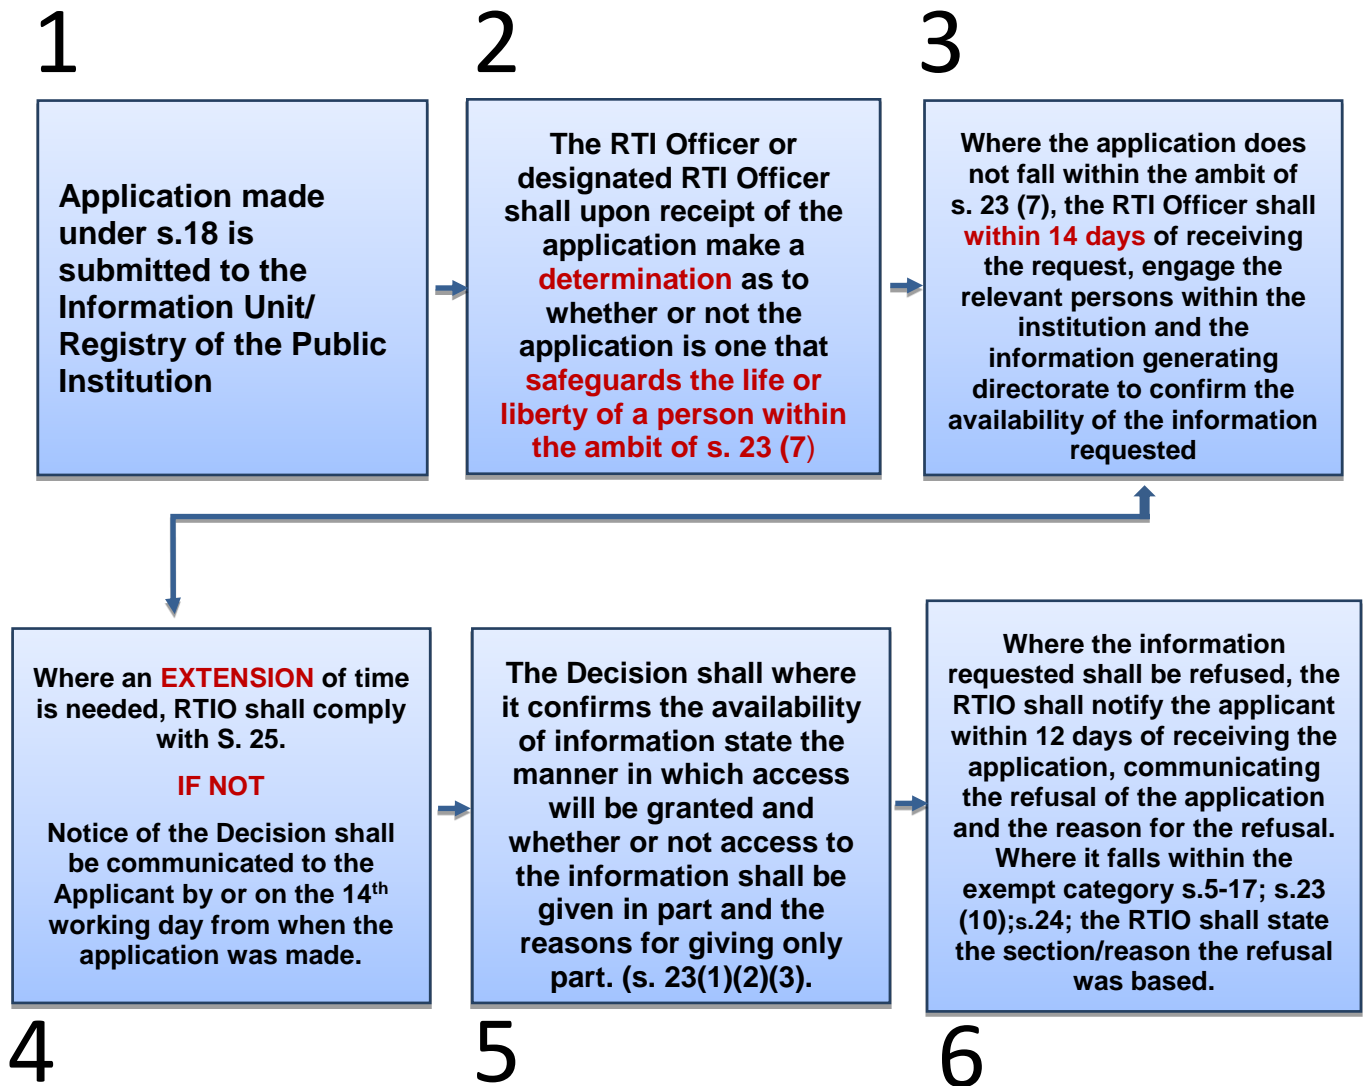 1
Application made
under s.18 is
submitted to the
Information Unit/
Registry of the Public
Institution
2
The RTI Officer or
designated RTI Officer
shall upon receipt of the
application make a
determination as to
whether or not the
application is one that
safeguards the life or
liberty of a person within
the ambit of s. 23 (7)
3
Where the application does
not fall within the ambit of
s. 23 (7), the RTI Officer shall
within 14 days of receiving
the request, engage the
relevant persons within the
institution and the
information generating
directorate to confirm the
availability of the information
requested
Where an EXTENSION of time
is needed, RTIO shall comply
with S. 25.
IF NOT
Notice of the Decision shall
be communicated to the
Applicant by or on the 14th
working day from when the
application was made.
4
The Decision shall where
it confirms the availability
of information state the
manner in which access
will be granted and
whether or not access to
the information shall be
given in part and the
reasons for giving only
part. (s. 23(1)(2)(3).
5
Where the information
requested shall be refused, the
RTIO shall notify the applicant
within 12 days of receiving the
application, communicating
the refusal of the application
and the reason for the refusal.
Where it falls within the
exempt category s.5-17; s.23
(10);s.24; the RTIO shall state
the section/reason the refusal
was based.
6